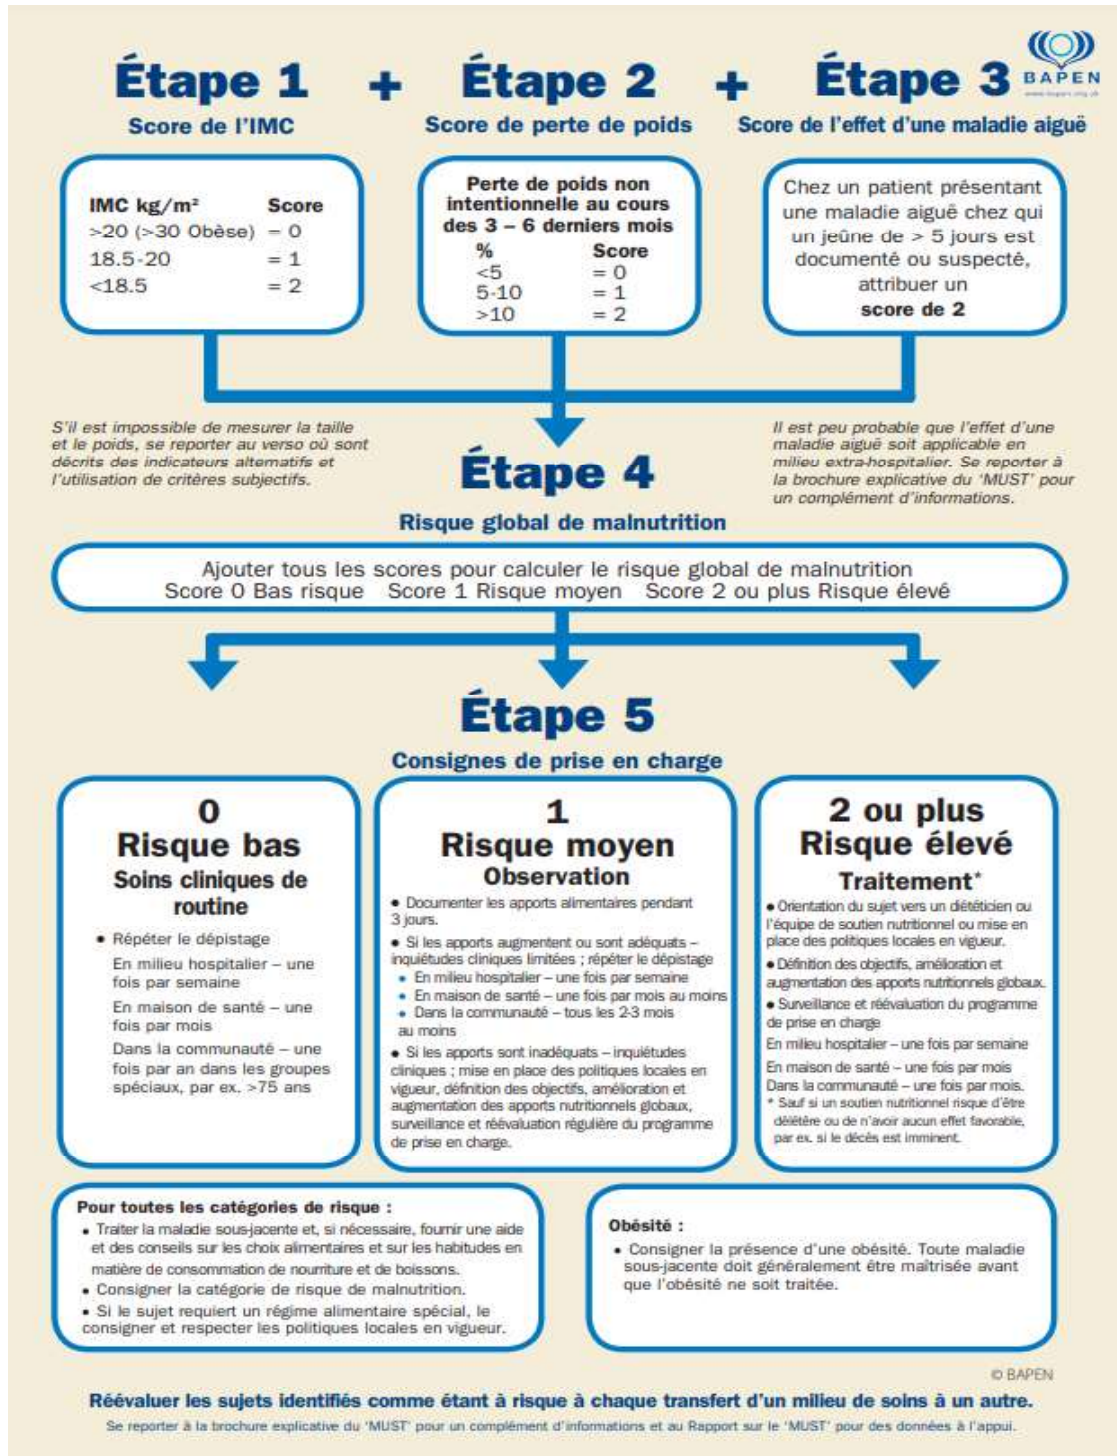 Étape 1 + Étape 2 + Étape 3
BAPEN
Score de l'IMC
Score de perte de poids
Score de l'effet d'une maladie aiguë
IMC kg/m² Score
>20 (>30 Obèse) = 0
18.5-20 = 1
<18.5 = 2
Perte de poids non
intentionnelle au cours
des 3 – 6 derniers mois
% Score
<5 = 0
5-10 = 1
>10 = 2
Chez un patient présentant
une maladie aiguë chez qui
un jeûne de > 5 jours est
documenté ou suspecté,
attribuer un
score de 2
S'il est impossible de mesurer la taille
et le poids, se reporter au verso où sont
décrits des indicateurs alternatifs et
l'utilisation de critères subjectifs.
Il est peu probable que l'effet d'une
maladie aiguë soit applicable en
milieu extra-hospitalier. Se reporter à
la brochure explicative du 'MUST' pour
un complément d'informations.
Étape 4
Risque global de malnutrition
Ajouter tous les scores pour calculer le risque global de malnutrition
Score 0 Bas risque Score 1 Risque moyen Score 2 ou plus Risque élevé
Étape 5
Consignes de prise en charge
0
Risque bas
Soins cliniques de
routine
• Répéter le dépistage
En milieu hospitalier – une
fois par semaine
En maison de santé – une
fois par mois
Dans la communauté – une
fois par an dans les groupes
spéciaux, par ex. >75 ans
1
Risque moyen
Observation
• Documenter les apports alimentaires pendant
3 jours.
• Si les apports augmentent ou sont adéquats –
inquiétudes cliniques limitées ; répéter le dépistage
• En milieu hospitalier – une fois par semaine
• En maison de santé – une fois par mois au moins
• Dans la communauté – tous les 2-3 mois
au moins
• Si les apports sont inadéquats – inquiétudes
cliniques ; mise en place des politiques locales en
vigueur, définition des objectifs, amélioration et
augmentation des apports nutritionnels globaux,
surveillance et réévaluation régulière du programme
de prise en charge.
2 ou plus
Risque élevé
Traitement*
• Orientation du sujet vers un diététicien ou
l'équipe de soutien nutritionnel ou mise en
place des politiques locales en vigueur.
• Définition des objectifs, amélioration et
augmentation des apports nutritionnels globaux.
• Surveillance et réévaluation du programme
de prise en charge
En milieu hospitalier – une fois par semaine
En maison de santé – une fois par mois
Dans la communauté – une fois par mois.
* Sauf si un soutien nutritionnel risque d'être
délétère ou de n'avoir aucun effet favorable,
par ex. si le décès est imminent.
Pour toutes les catégories de risque :
• Traiter la maladie sous-jacente et, si nécessaire, fournir une aide
et des conseils sur les choix alimentaires et sur les habitudes en
matière de consommation de nourriture et de boissons.
• Consigner la catégorie de risque de malnutrition.
• Si le sujet requiert un régime alimentaire spécial, le
consigner et respecter les politiques locales en vigueur.
Obésité :
• Consigner la présence d'une obésité. Toute maladie
sous-jacente doit généralement être maîtrisée avant
que l'obésité ne soit traitée.
© BAPEN
Réévaluer les sujets identifiés comme étant à risque à chaque transfert d'un milieu de soins à un autre.
Se reporter à la brochure explicative du 'MUST' pour un complément d'informations et au Rapport sur le 'MUST' pour des données à l'appui.